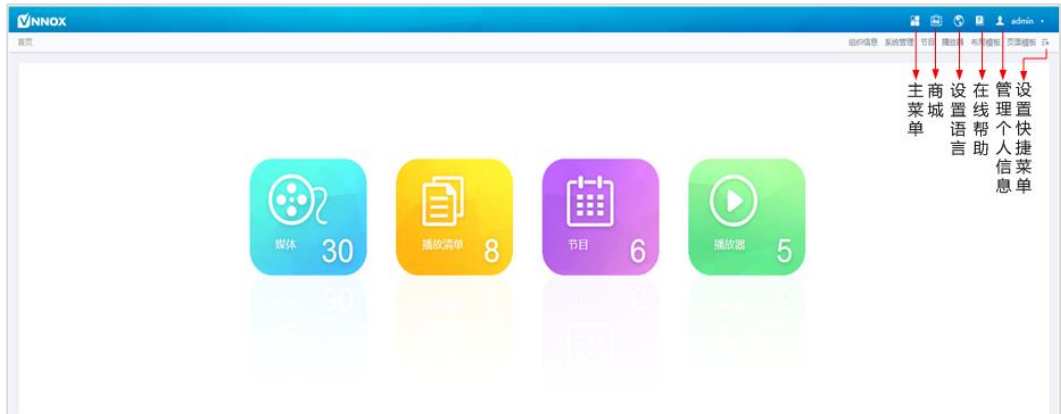 VNNOX
admin
首页
组织信息 系统管理 节目 播放器 布局模板 页面模板
主菜单
商城
设置语言
在线帮助
管理个人信息
设置快捷菜单
媒体 30
播放清单 8
节目 6
播放器 5